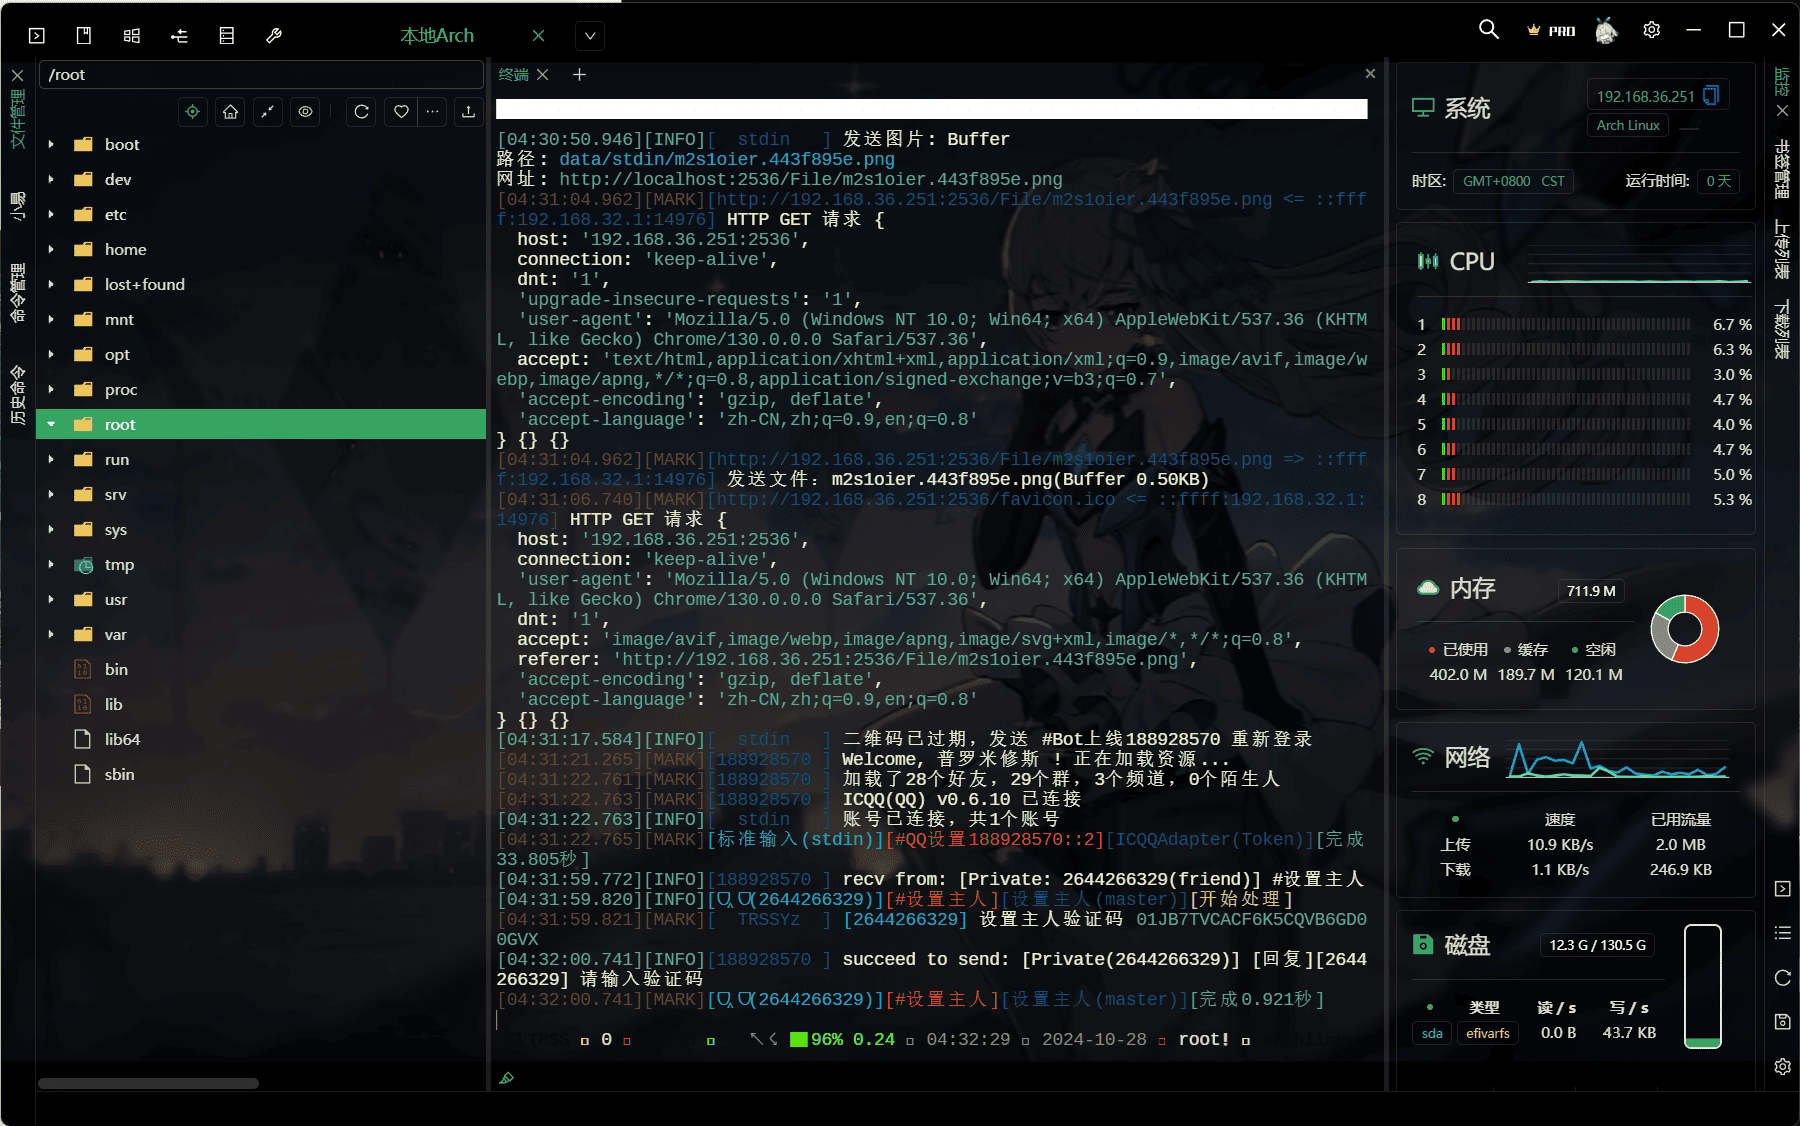 本地Arch
PRO
文件管理
小易
命令管理
历史命令
/root
boot
dev
etc
home
lost+found
mnt
opt
proc
root
run
srv
sys
tmp
usr
var
bin
lib
lib64
sbin
终端
[04:30:50.946][INFO][ stdin ] 发送图片: Buffer
路径: data/stdin/m2s1oier.443f895e.png
网址: http://localhost:2536/File/m2s1oier.443f895e.png
[04:31:04.962][MARK][http://192.168.36.251:2536/File/m2s1oier.443f895e.png <= ::fff
f:192.168.32.1:14976] HTTP GET 请求 {
host: '192.168.36.251:2536',
connection: 'keep-alive',
dnt: '1',
'upgrade-insecure-requests': '1',
'user-agent': 'Mozilla/5.0 (Windows NT 10.0; Win64; x64) AppleWebKit/537.36 (KHTM
L, like Gecko) Chrome/130.0.0.0 Safari/537.36',
accept: 'text/html,application/xhtml+xml,application/xml;q=0.9,image/avif,image/w
ebp,image/apng,*/*;q=0.8,application/signed-exchange;v=b3;q=0.7',
'accept-encoding': 'gzip, deflate',
'accept-language': 'zh-CN,zh;q=0.9,en;q=0.8'
} {} {}
[04:31:04.962][MARK][http://192.168.36.251:2536/File/m2s1oier.443f895e.png => ::fff
f:192.168.32.1:14976] 发送文件: m2s1oier.443f895e.png(Buffer 0.50KB)
[04:31:06.740][MARK][http://192.168.36.251:2536/favicon.ico <= ::ffff:192.168.32.1:
14976] HTTP GET 请求 {
host: '192.168.36.251:2536',
connection: 'keep-alive',
'user-agent': 'Mozilla/5.0 (Windows NT 10.0; Win64; x64) AppleWebKit/537.36 (KHTM
L, like Gecko) Chrome/130.0.0.0 Safari/537.36',
dnt: '1',
accept: 'image/avif,image/webp,image/apng,image/svg+xml,image/*,*/*;q=0.8',
referer: 'http://192.168.36.251:2536/File/m2s1oier.443f895e.png',
'accept-encoding': 'gzip, deflate',
'accept-language': 'zh-CN,zh;q=0.9,en;q=0.8'
} {} {}
[04:31:17.584][INFO][ stdin ] 二维码已过期，发送 #Bot上线188928570 重新登录
[04:31:21.265][MARK][188928570 ] Welcome, 普罗米修斯 ! 正在加载资源...
[04:31:22.761][MARK][188928570 ] 加载了28个好友，29个群，3个频道，0个陌生人
[04:31:22.763][MARK][188928570 ] ICQQ(QQ) v0.6.10 已连接
[04:31:22.763][INFO][ stdin ] 账号已连接，共1个账号
[04:31:22.765][MARK][标准输入(stdin)][#QQ设置188928570::2][ICQQAdapter(Token)][完成
33.805秒]
[04:31:59.772][INFO][188928570 ] recv from: [Private: 2644266329(friend)] #设置主人
[04:31:59.820][INFO][(2644266329)][#设置主人][设置主人(master)][开始处理]
[04:31:59.821][MARK][ TRSSYz ] [2644266329] 设置主人验证码 01JB7TVCACF6K5CQVB6GD0
0GVX
[04:32:00.741][INFO][188928570 ] succeed to send: [Private(2644266329)] [回复][2644
266329] 请输入验证码
[04:32:00.741][MARK][(2644266329)][#设置主人][设置主人(master)][完成0.921秒]
TRSS 0 96% 0.24 04:32:29 2024-10-28 root!
系统
192.168.36.251
Arch Linux
时区: GMT+0800 CST 运行时间: 0 天
CPU
1 6.7 %
2 6.3 %
3 3.0 %
4 4.7 %
5 4.0 %
6 4.7 %
7 5.0 %
8 5.3 %
内存 711.9 M
已使用 缓存 空闲
402.0 M 189.7 M 120.1 M
网络
速度 已用流量
上传 10.9 KB/s 2.0 MB
下载 1.1 KB/s 246.9 KB
磁盘 12.3 G / 130.5 G
类型 读 / s 写 / s
sda efivarfs 0.0 B 43.7 KB
监控
书签管理
上传列表
下载列表